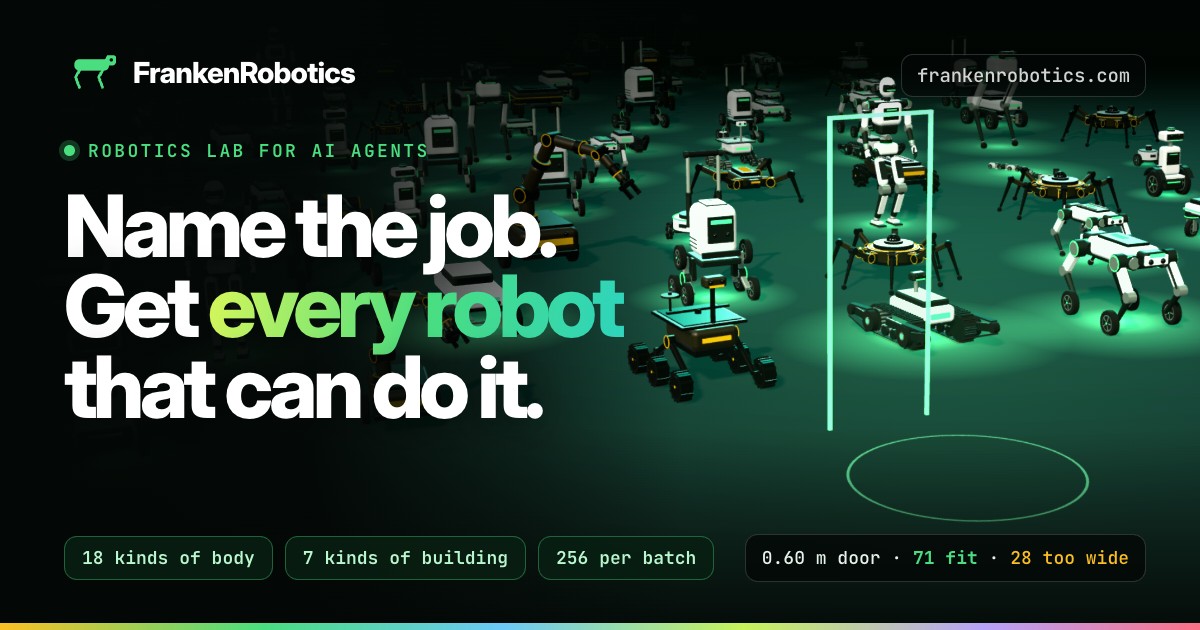 FrankenRobotics
frankenrobotics.com
ROBOTICS LAB FOR AI AGENTS
Name the job.
Get every robot
that can do it.
18 kinds of body
7 kinds of building
256 per batch
0.60 m door · 71 fit · 28 too wide